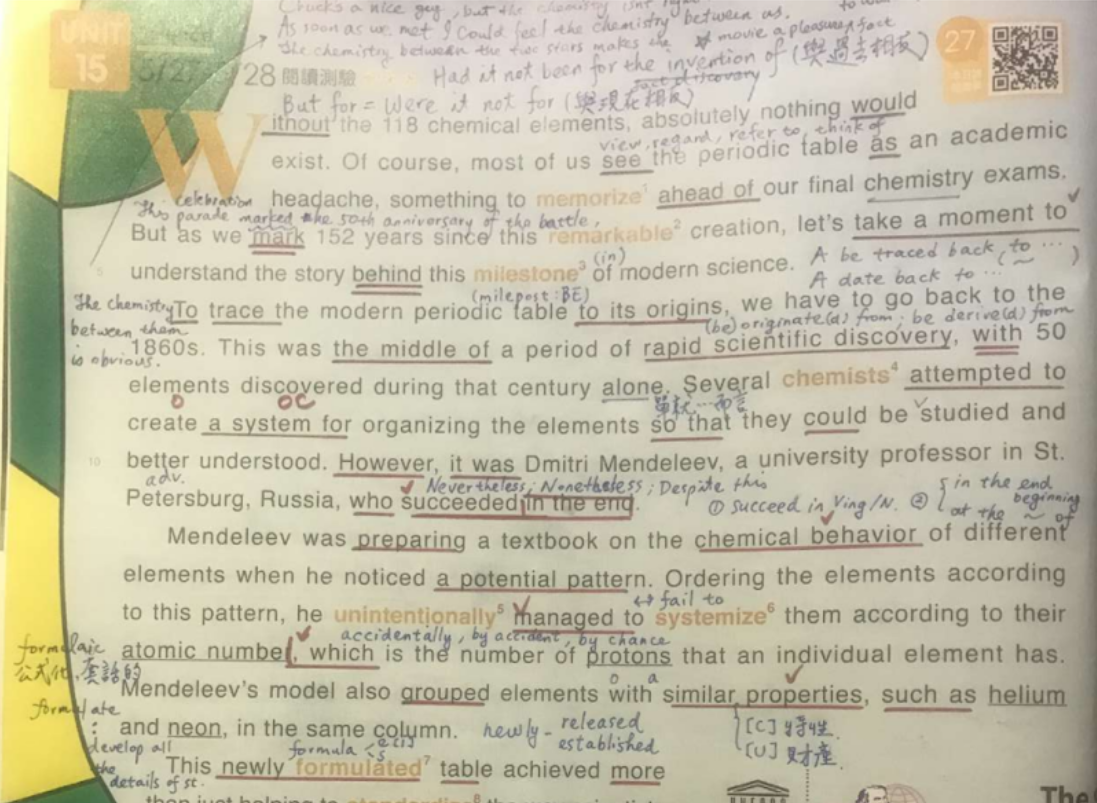 Chuck's a nice guy, but the chemistry isn't
As soon as we met I could feel the chemistry between us.
The chemistry between the two stars makes the movie a pleasure. fact
UNIT
15
27
5/27 28 閱讀測驗
Had it not been for the invention of (與過去相反)
fact discovery
But for = Were it not for (與現在相反)
Without the 118 chemical elements, absolutely nothing would
view, regard, refer to, think of
exist. Of course, most of us see the periodic table as an academic
headache, something to memorize¹ ahead of our final chemistry exams.
celebration
This parade marked the 50th anniversary of the battle.
But as we mark 152 years since this remarkable² creation, let's take a moment to
(in)
A be traced back to ...
5
understand the story behind this milestone³ of modern science.
A date back to ...
(milepost: BE)
The chemistry
between them
is obvious.
To trace the modern periodic table to its origins, we have to go back to the
(be) originate(d) from; be derive(d) from
1860s. This was the middle of a period of rapid scientific discovery, with 50
elements discovered during that century alone. Several chemists⁴ attempted to
O OC
單就…而言
create a system for organizing the elements so that they could be studied and
10
better understood. However, it was Dmitri Mendeleev, a university professor in St.
adv.
Nevertheless; Nonetheless; Despite this
Petersburg, Russia, who succeeded in the end.
① succeed in Ving/N. ② in the end
at the beginning ~ of
Mendeleev was preparing a textbook on the chemical behavior of different
elements when he noticed a potential pattern. Ordering the elements according
↔ fail to
to this pattern, he unintentionally⁵ managed to systemize⁶ them according to their
accidentally, by accident, by chance
formulaic
公式化,套語的
atomic number, which is the number of protons that an individual element has.
o a
Mendeleev's model also grouped elements with similar properties, such as helium
formulate
:
develop all
the
details of st.
and neon, in the same column.
newly- released
established
[C] 特性
[U] 財產.
formula
This newly formulated⁷ table achieved more
than just helping to standardize⁸
The